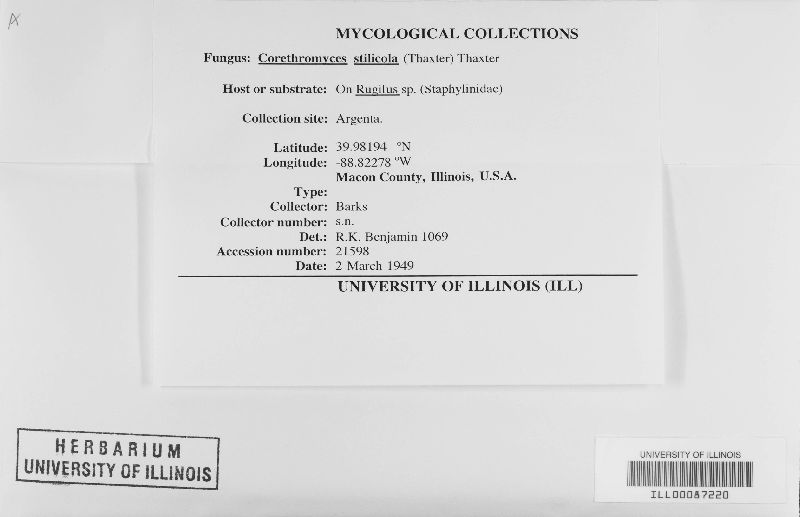 MYCOLOGICAL COLLECTIONS
Fungus: Corethromyces stilicola (Thaxter) Thaxter
Host or substrate: On Rugilus sp. (Staphylinidae)
Collection site: Argenta.
Latitude: 39.98194 °N
Longitude: -88.82278 °W
Macon County, Illinois, U.S.A.
Type:
Collector: Barks
Collector number: s.n.
Det.: R.K. Benjamin 1069
Accession number: 21598
Date: 2 March 1949
UNIVERSITY OF ILLINOIS (ILL)
HERBARIUM
UNIVERSITY OF ILLINOIS
UNIVERSITY OF ILLINOIS
ILL00087220